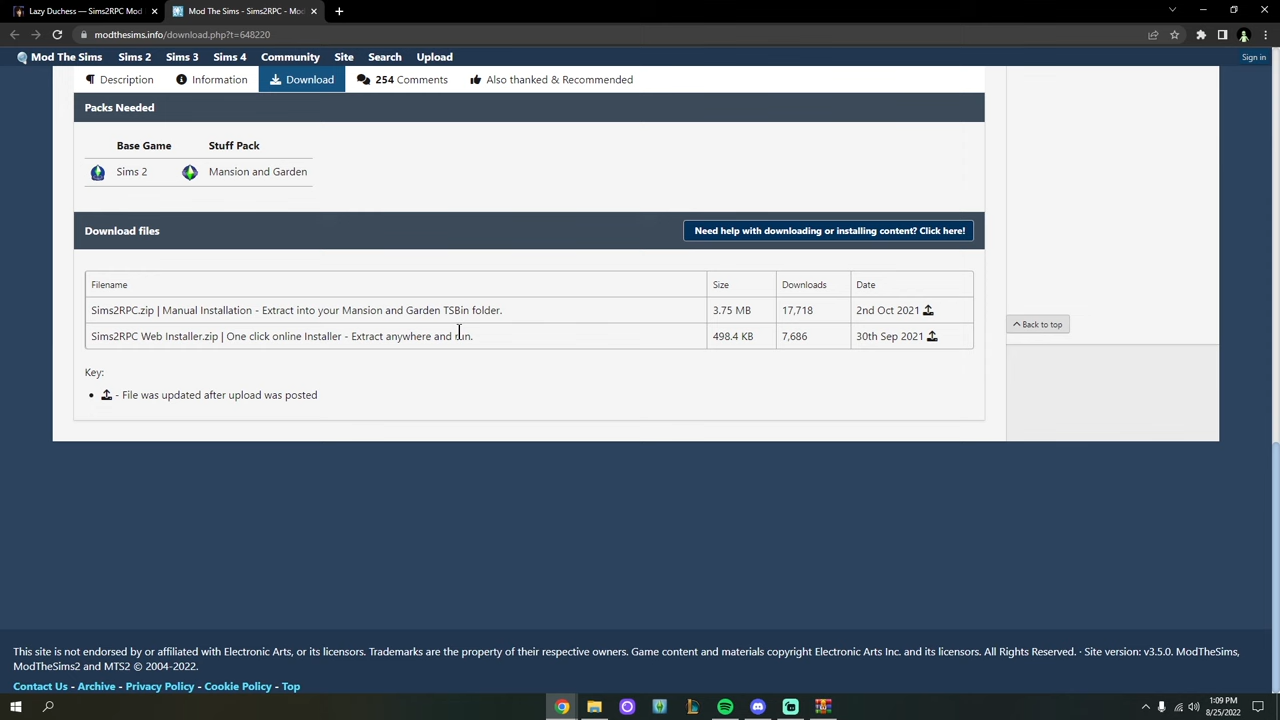 Lazy Duchess — Sims2RPC Mod
Mod The Sims - Sims2RPC - Mo
modthesims.info/download.php?t=648220
Mod The Sims Sims 2 Sims 3 Sims 4 Community Site Search Upload Sign in
Description Information Download 254 Comments Also thanked & Recommended
Packs Needed
Base Game Stuff Pack
Sims 2 Mansion and Garden
Download files Need help with downloading or installing content? Click here!
Filename Size Downloads Date
Sims2RPC.zip | Manual Installation - Extract into your Mansion and Garden TSBin folder. 3.75 MB 17,718 2nd Oct 2021
Back to top
Sims2RPC Web Installer.zip | One click online Installer - Extract anywhere and run. 498.4 KB 7,686 30th Sep 2021
Key:
- File was updated after upload was posted
This site is not endorsed by or affiliated with Electronic Arts, or its licensors. Trademarks are the property of their respective owners. Game content and materials copyright Electronic Arts Inc. and its licensors. All Rights Reserved. · Site version: v3.5.0. ModTheSims,
ModTheSims2 and MTS2 © 2004-2022.
Contact Us - Archive - Privacy Policy - Cookie Policy - Top
1:09 PM
8/25/2022